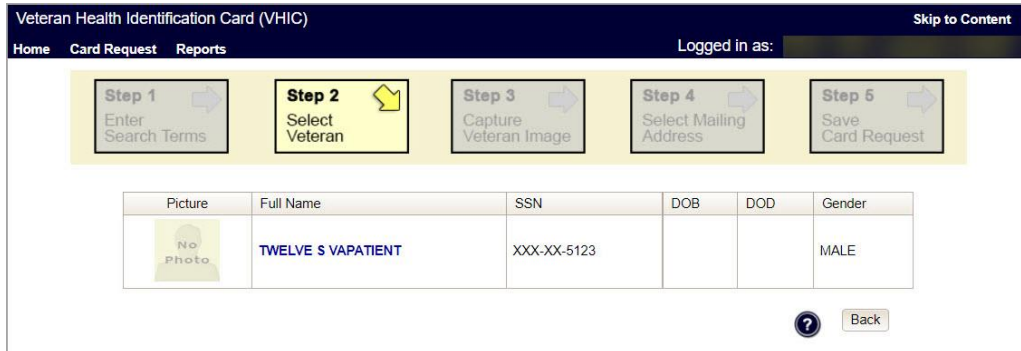 Veteran Health Identification Card (VHIC)
Skip to Content
Home Card Request Reports
Logged in as:
Step 1
Enter
Search Terms
Step 2
Select
Veteran
Step 3
Capture
Veteran Image
Step 4
Select Mailing
Address
Step 5
Save
Card Request
Picture Full Name SSN DOB DOD Gender
No
Photo
TWELVE S VAPATIENT XXX-XX-5123 MALE
? Back